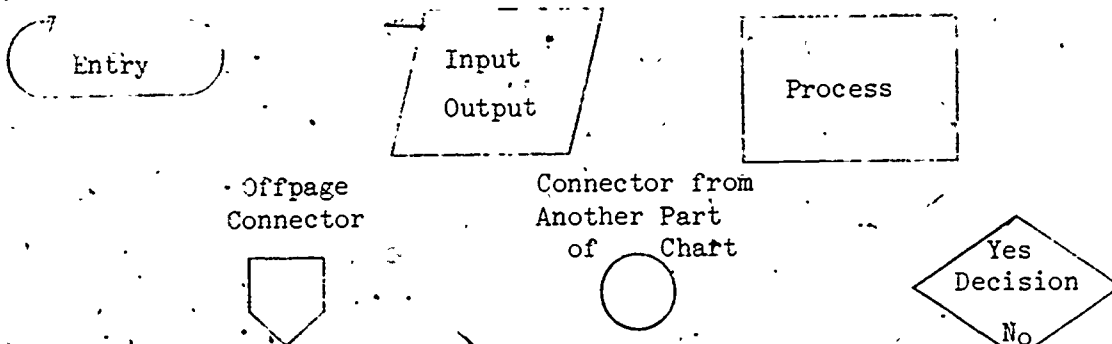 Entry
Input
Output
Process
Offpage
Connector
Connector from
Another Part
of Chart
Yes
Decision
No